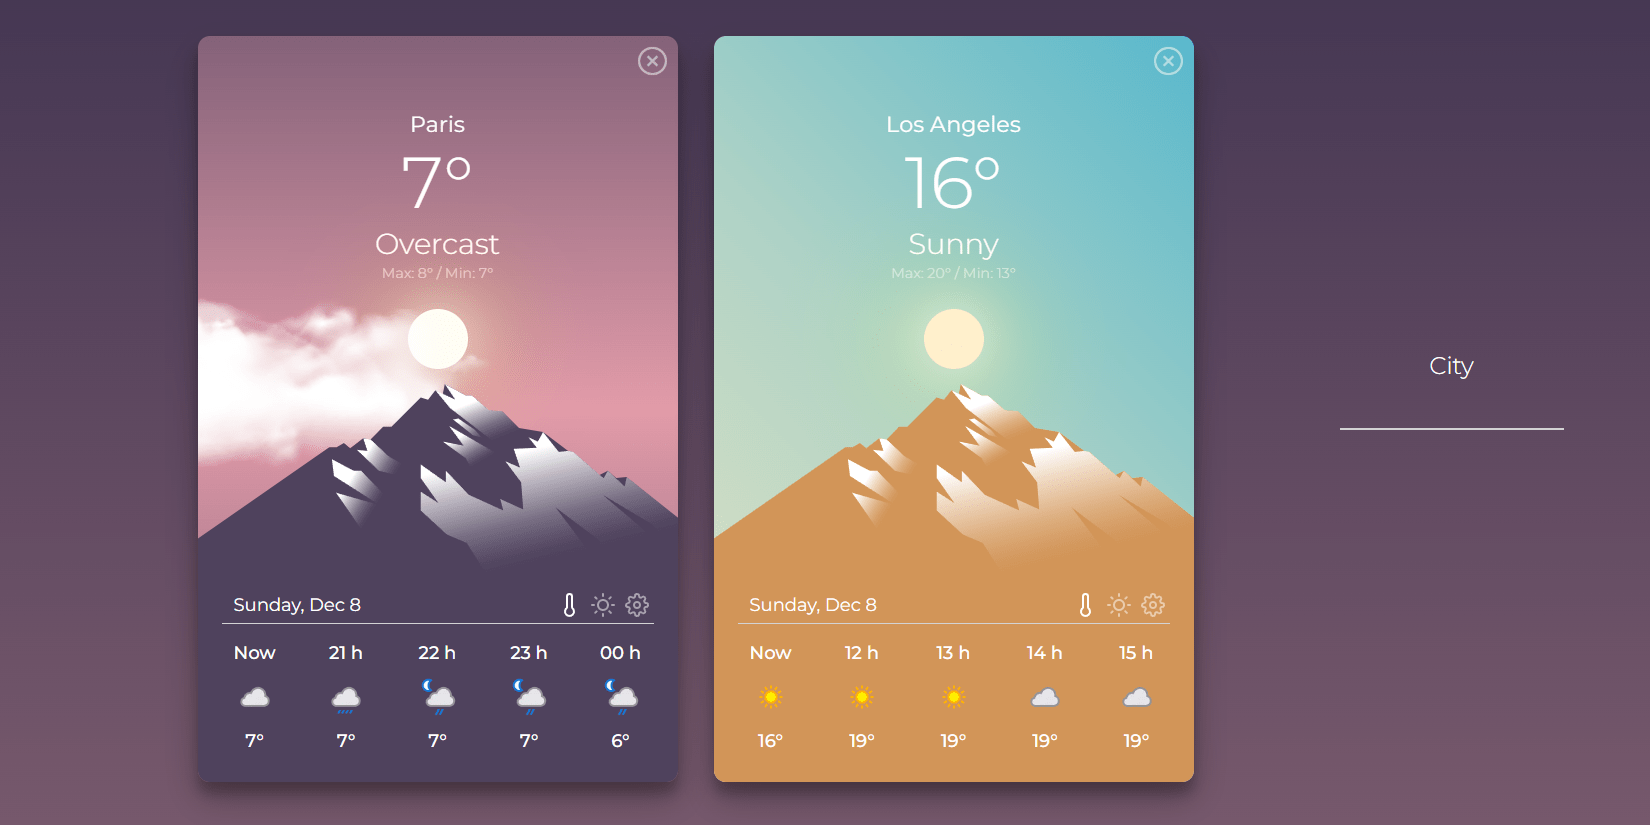 Paris
7°
Overcast
Max: 8° / Min: 7°
Sunday, Dec 8
Now 21 h 22 h 23 h 00 h
7° 7° 7° 7° 6°
Los Angeles
16°
Sunny
Max: 20° / Min: 13°
Sunday, Dec 8
Now 12 h 13 h 14 h 15 h
16° 19° 19° 19° 19°
City